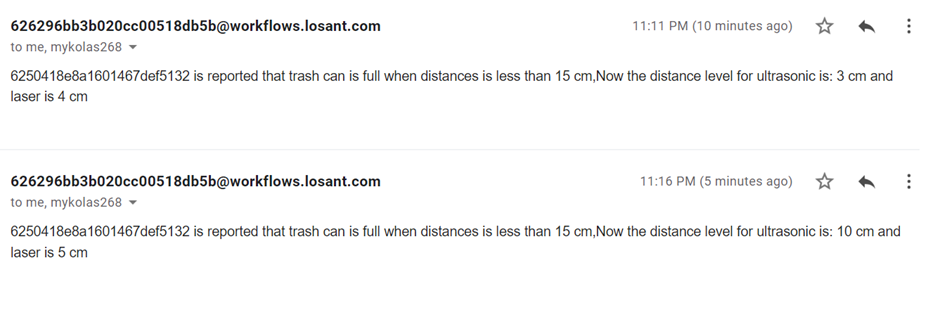 626296bb3b020cc00518db5b@workflows.losant.com 11:11 PM (10 minutes ago)
to me, mykolas268
6250418e8a1601467def5132 is reported that trash can is full when distances is less than 15 cm,Now the distance level for ultrasonic is: 3 cm and
laser is 4 cm
626296bb3b020cc00518db5b@workflows.losant.com 11:16 PM (5 minutes ago)
to me, mykolas268
6250418e8a1601467def5132 is reported that trash can is full when distances is less than 15 cm,Now the distance level for ultrasonic is: 10 cm and
laser is 5 cm